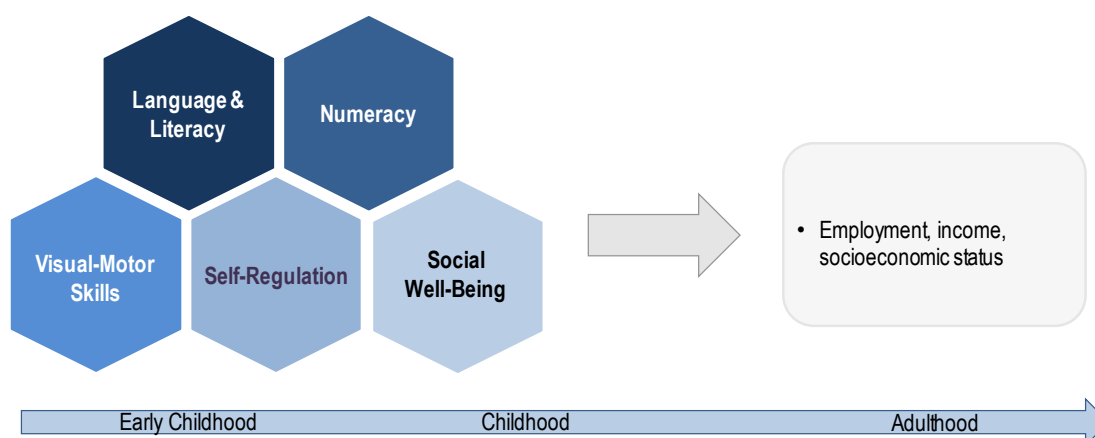 Language &
Literacy
Numeracy
Visual-Motor
Skills
Self-Regulation
Social
Well-Being
• Employment, income,
socioeconomic status
Early Childhood
Childhood
Adulthood